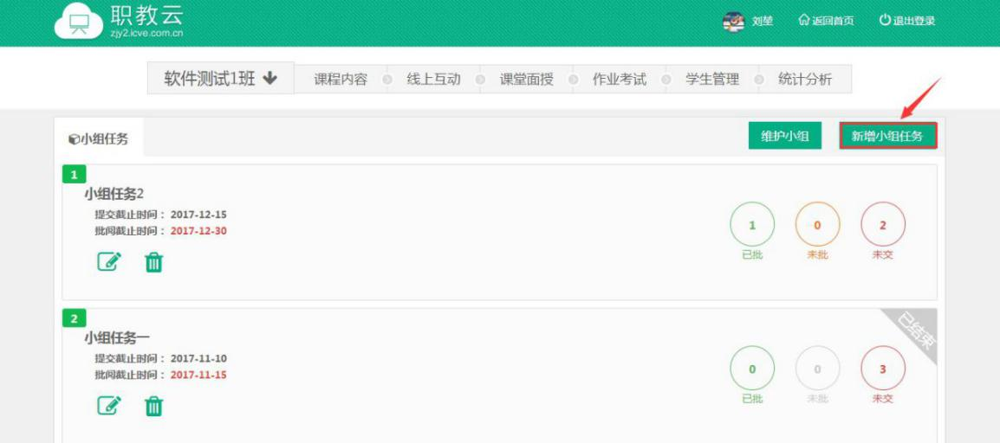 职教云
zjy2.icve.com.cn
刘堃
返回首页
退出登录
软件测试1班
课程内容
线上互动
课堂面授
作业考试
学生管理
统计分析
小组任务
维护小组
新增小组任务
1
小组任务2
提交截止时间： 2017-12-15
批阅截止时间： 2017-12-30
1
已批
0
未批
2
未交
2
小组任务一
提交截止时间： 2017-11-10
批阅截止时间： 2017-11-15
已结束
0
已批
0
未批
3
未交